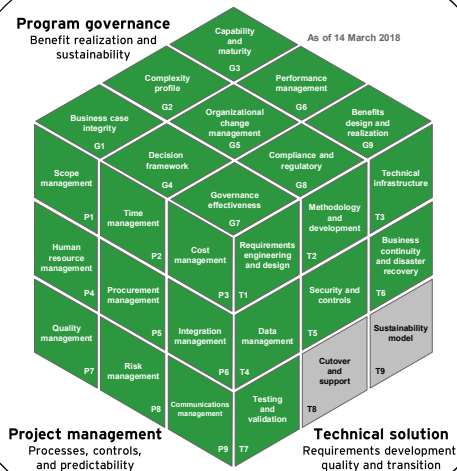 Program governance
Benefit realization and
sustainability
As of 14 March 2018
Capability
and
maturity
G3
Complexity
profile
G2
Performance
management
G6
Business case
integrity
G1
Organizational
change
management
G5
Benefits
design and
realization
G9
Decision
framework
G4
Compliance and
regulatory
G8
Governance
effectiveness
G7
Scope
management
P1
Time
management
P2
Cost
management
P3
Human
resource
management
P4
Procurement
management
P5
Integration
management
P6
Quality
management
P7
Risk
management
P8
Communications
management
P9
Requirements
engineering
and design
T1
Methodology
and
development
T2
Technical
infrastructure
T3
Data
management
T4
Security and
controls
T5
Business
continuity
and disaster
recovery
T6
Testing
and
validation
T7
Cutover
and
support
T8
Sustainability
model
T9
Project management
Processes, controls,
and predictability
Technical solution
Requirements development
quality and transition